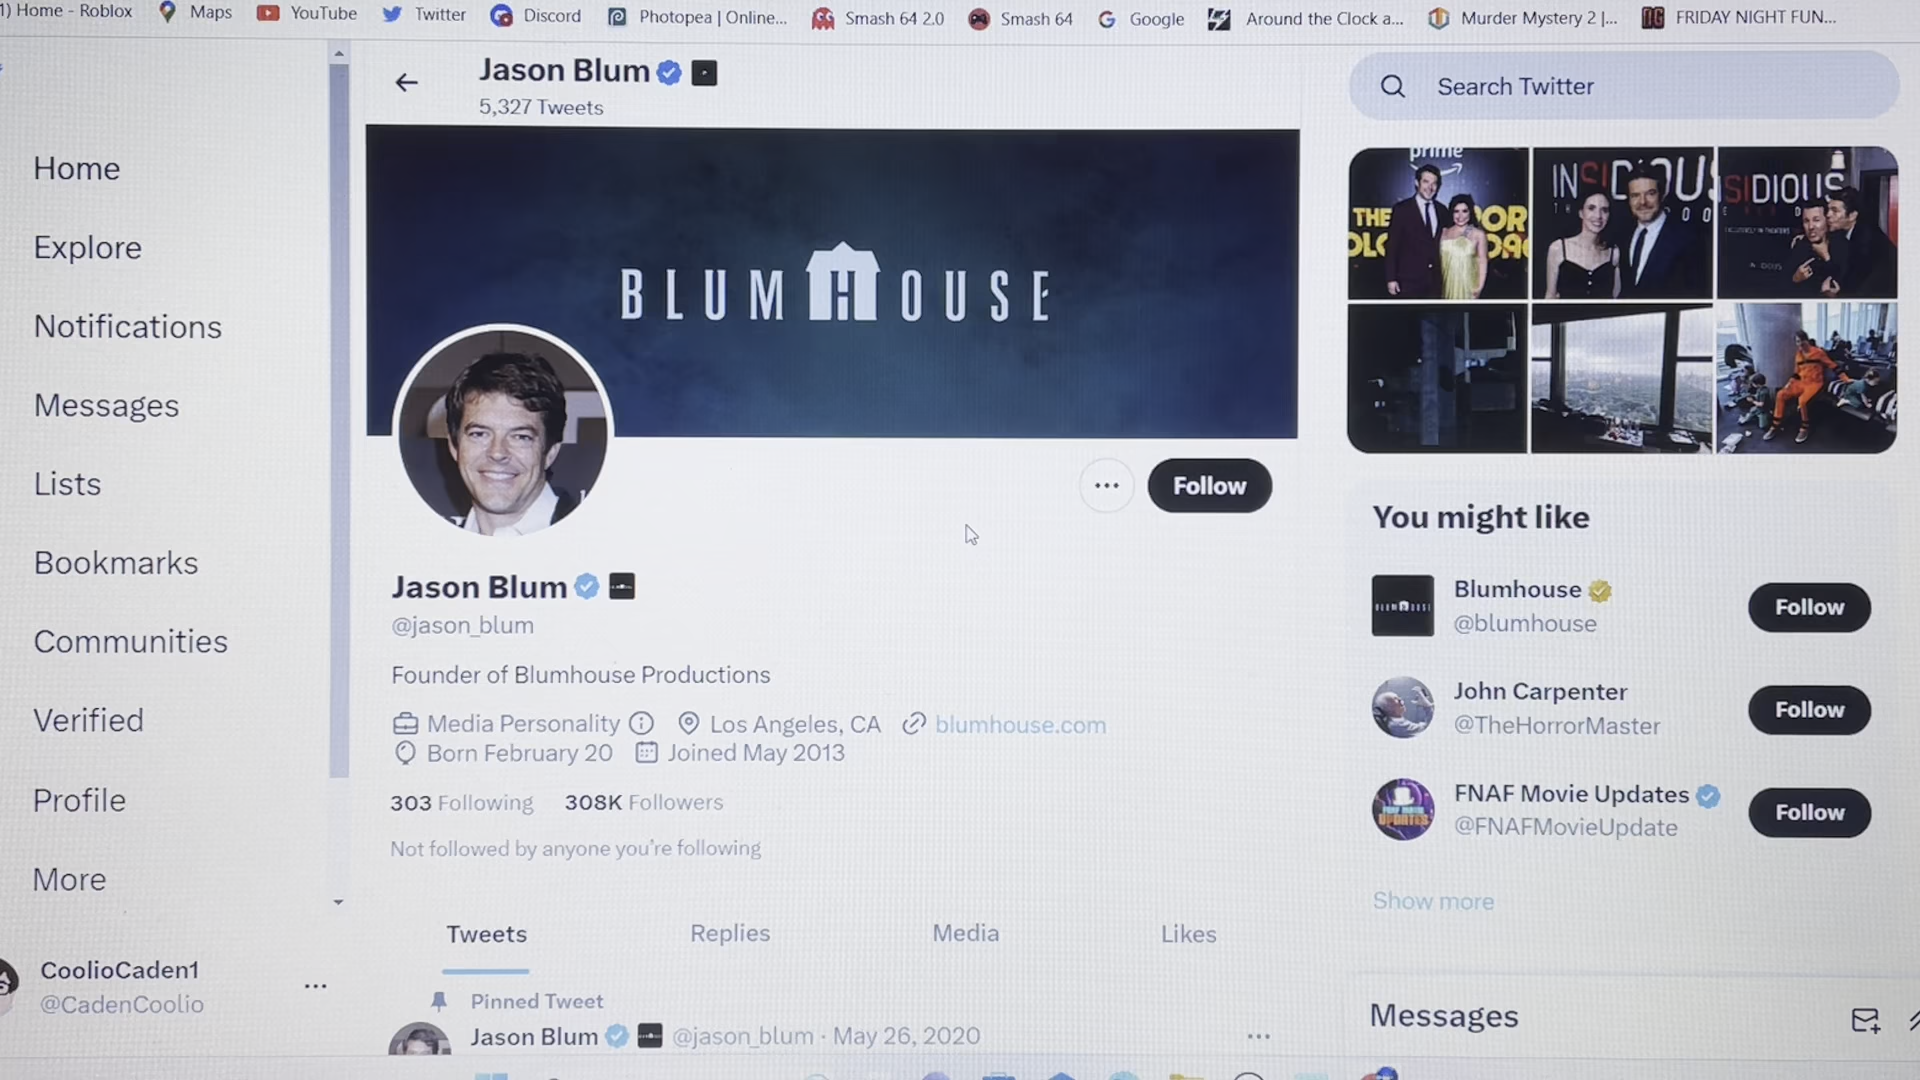 1) Home - Roblox
Maps
YouTube
Twitter
Discord
Photopea | Online...
Smash 64 2.0
Smash 64
Google
Around the Clock a...
Murder Mystery 2 |...
FRIDAY NIGHT FUN...
Home
Explore
Notifications
Messages
Lists
Bookmarks
Communities
Verified
Profile
More
CoolioCaden1
@CadenCoolio
Jason Blum
5,327 Tweets
BLUMHOUSE
Follow
Jason Blum
@jason_blum
Founder of Blumhouse Productions
Media Personality Los Angeles, CA blumhouse.com
Born February 20 Joined May 2013
303 Following 308K Followers
Not followed by anyone you're following
Tweets Replies Media Likes
Pinned Tweet
Jason Blum @jason_blum · May 26, 2020
Search Twitter
prime
THE
INSIDIOUS
SIDIOUS
You might like
BLUMHOUSE
Blumhouse
@blumhouse
Follow
John Carpenter
@TheHorrorMaster
Follow
UPDATES
FNAF Movie Updates
@FNAFMovieUpdate
Follow
Show more
Messages